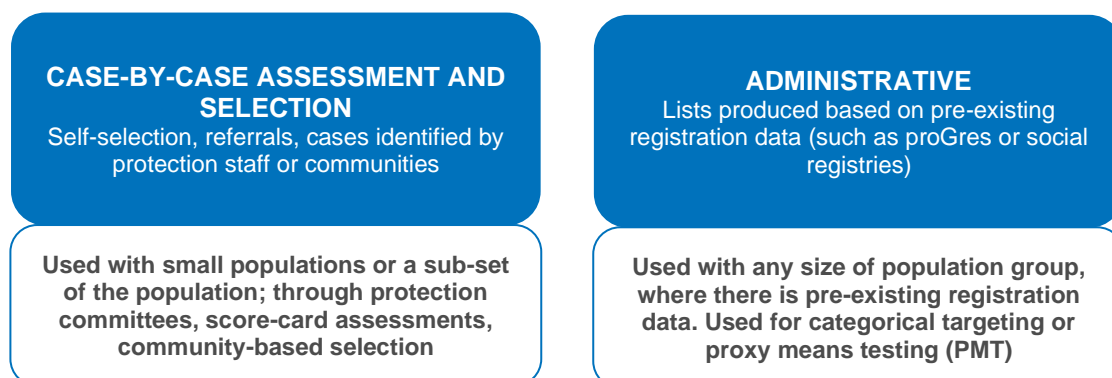 CASE-BY-CASE ASSESSMENT AND
SELECTION
Self-selection, referrals, cases identified by
protection staff or communities
Used with small populations or a sub-set
of the population; through protection
committees, score-card assessments,
community-based selection
ADMINISTRATIVE
Lists produced based on pre-existing
registration data (such as proGres or social
registries)
Used with any size of population group,
where there is pre-existing registration
data. Used for categorical targeting or
proxy means testing (PMT)